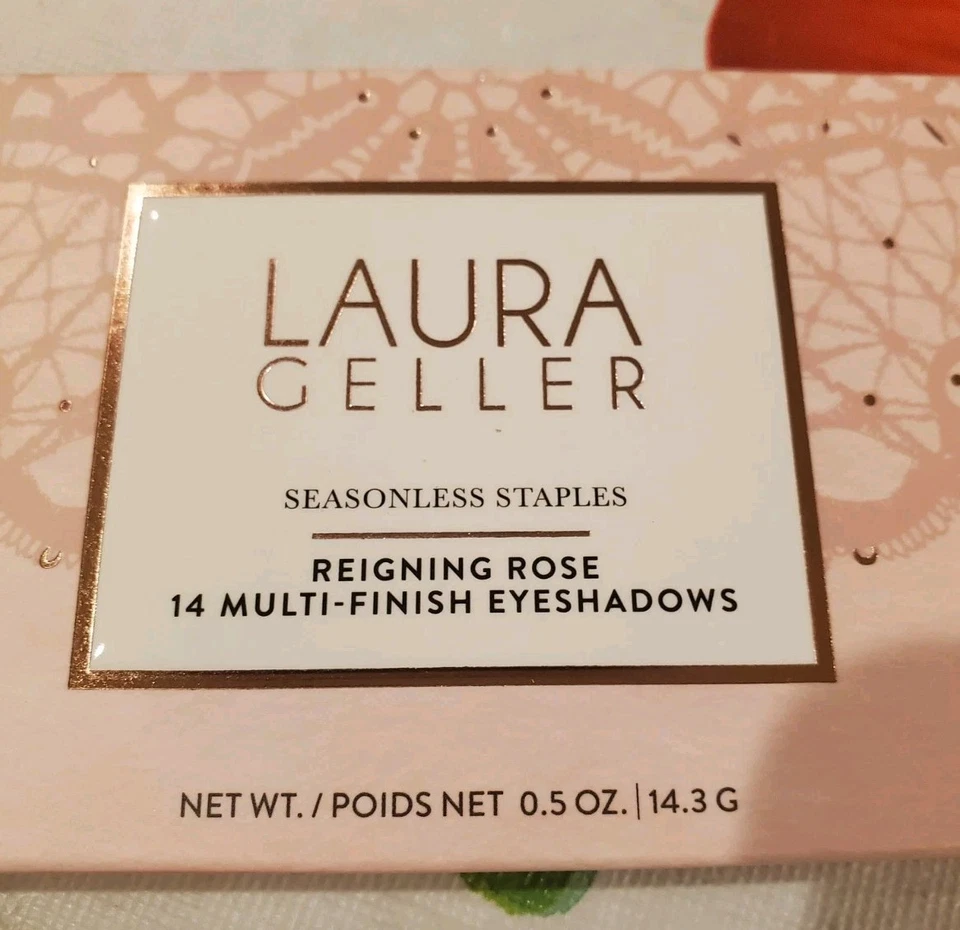 LAURA
GELLER
SEASONLESS STAPLES
REIGNING ROSE
14 MULTI-FINISH EYESHADOWS
NET WT. / POIDS NET 0.5 OZ. | 14.3 G